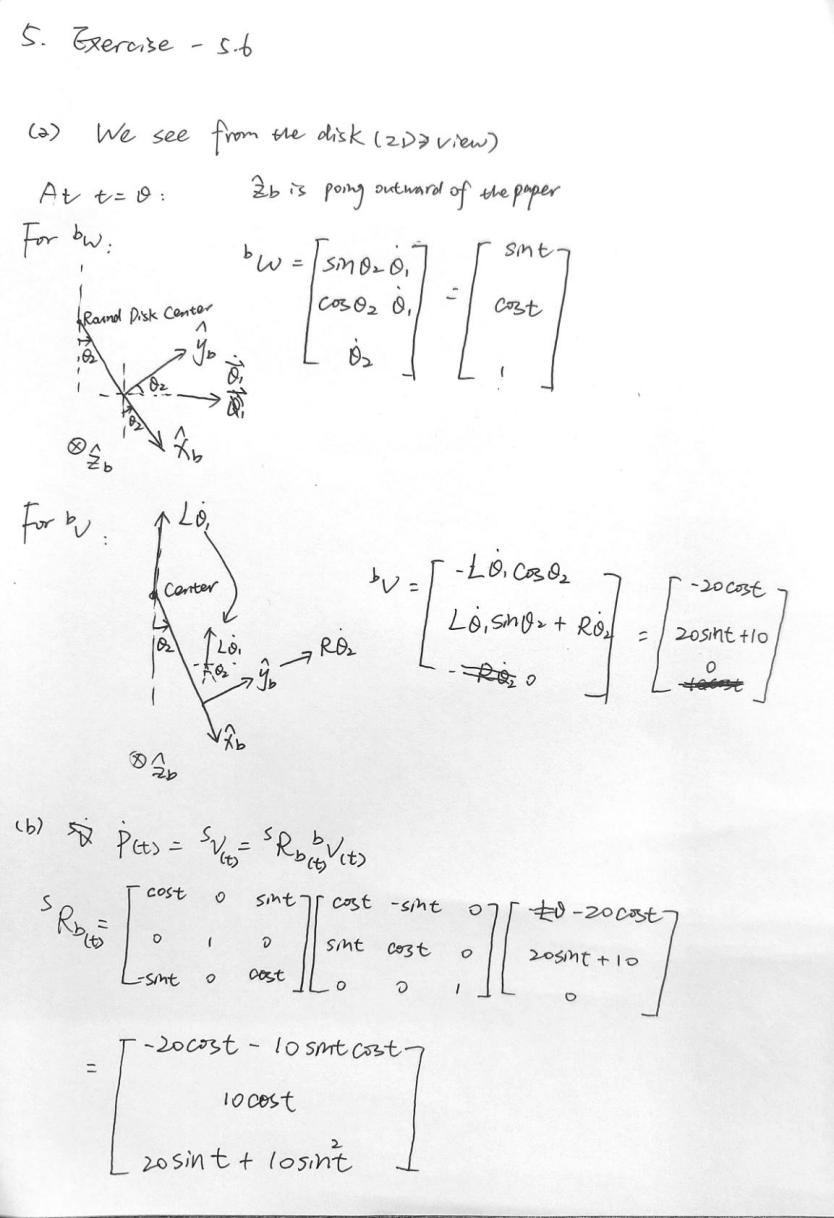 5. Exercise - 5.6
(a) We see from the disk (2D view)
At t=0: ẑb is poing outward of the paper
For bω:
bω = [sinθ2 θ̇1 ; cosθ2 θ̇1 ; θ̇2] = [sint ; cost ; 1]
Round Disk Center
θ2
ŷb
θ2
θ̇1
θ2
x̂b
⊗ ẑb
For bv:
Lθ̇1
Center
θ2
Lθ̇1
θ2
ŷb
Rθ̇2
x̂b
⊗ ẑb
bv = [-Lθ̇1 cosθ2 ; Lθ̇1 sinθ2 + Rθ̇2 ; 0] = [-20cost ; 20sint+10 ; 0]
(b) Ṗ(t) = sV(t) = sRb(t) bV(t)
sRb(t) = [cost 0 sint ; 0 1 0 ; -sint 0 cost] [cost -sint 0 ; sint cost 0 ; 0 0 1] [-20cost ; 20sint+10 ; 0]
= [-20cost - 10sintcost ; 10cost ; 20sint + 10sint²]